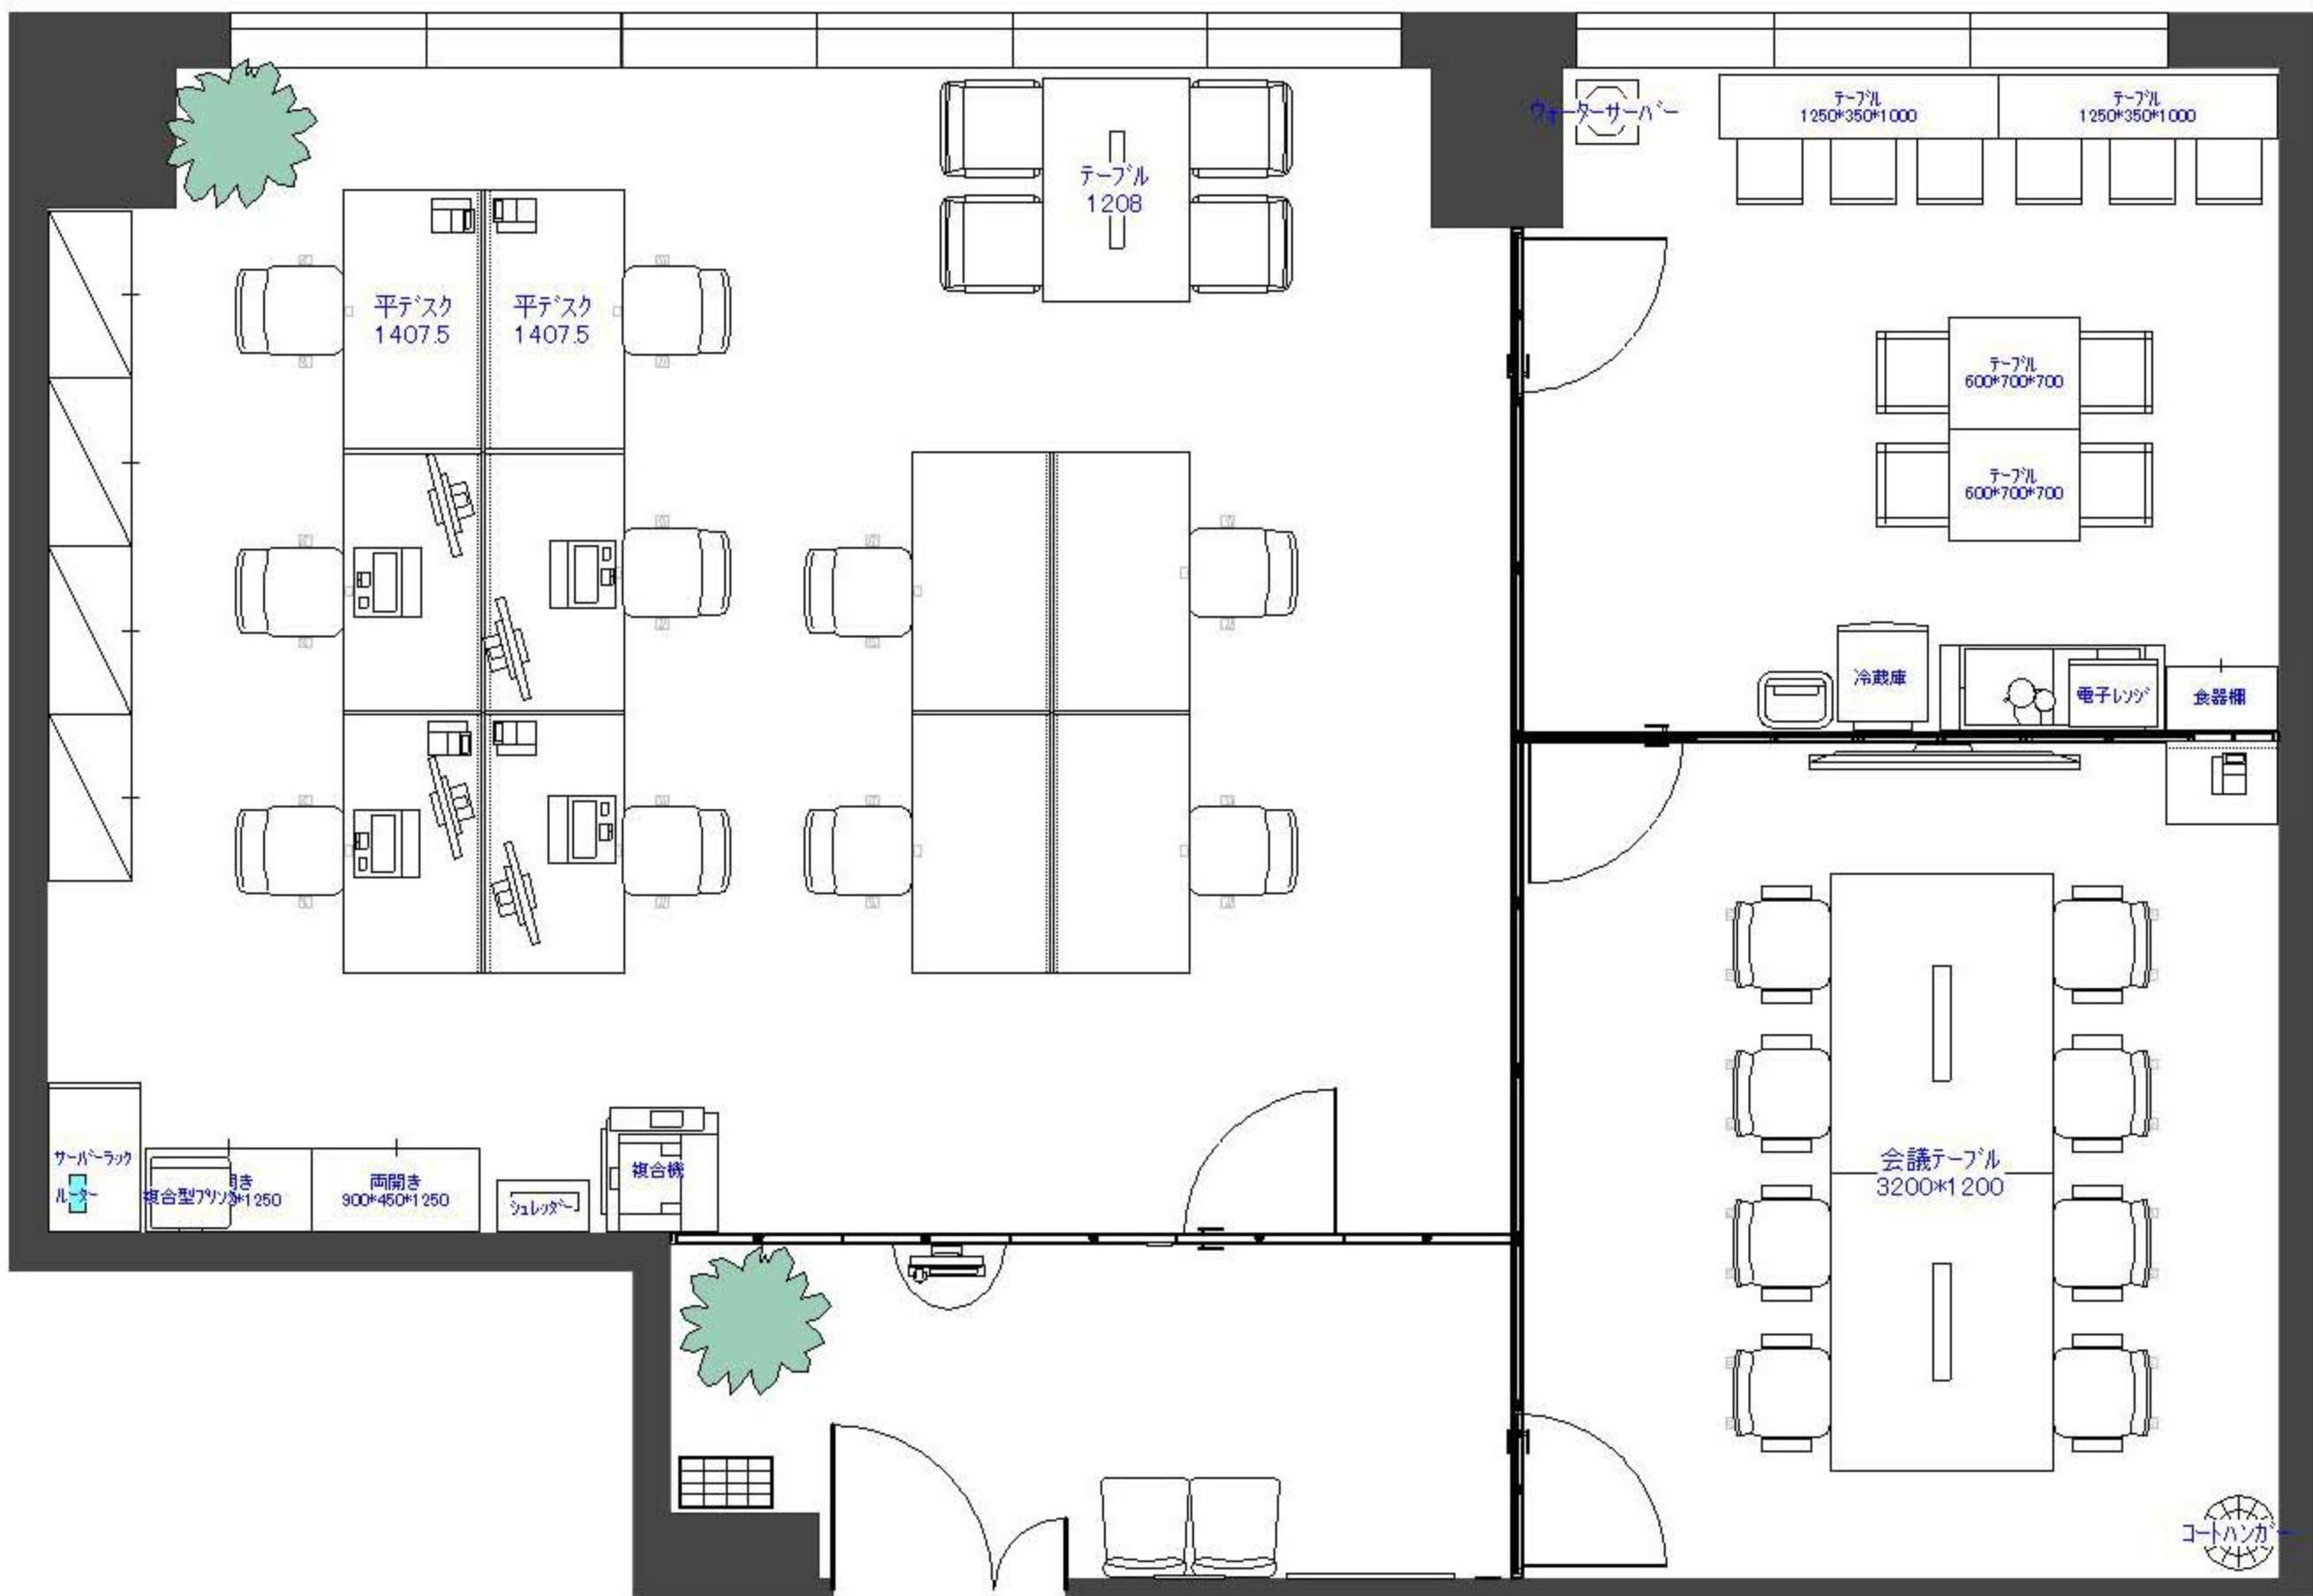 ウォーターサーバー
テーブル
1250*350*1000
テーブル
1250*350*1000
テーブル
1208
平デスク
1407.5
平デスク
1407.5
テーブル
600*700*700
テーブル
600*700*700
冷蔵庫
電子レンジ
食器棚
会議テーブル
3200*1200
サーバーラック
ルーター
複合型プリンタ
開き
*1250
両開き
900*450*1250
シュレッダー
複合機
コートハンガー